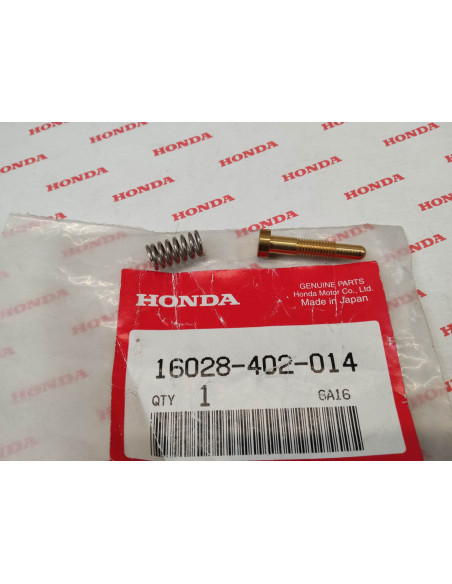 HONDA
GENUINE PARTS
Honda Motor Co., Ltd.
Made in Japan
16028-402-014
QTY 1 GA16